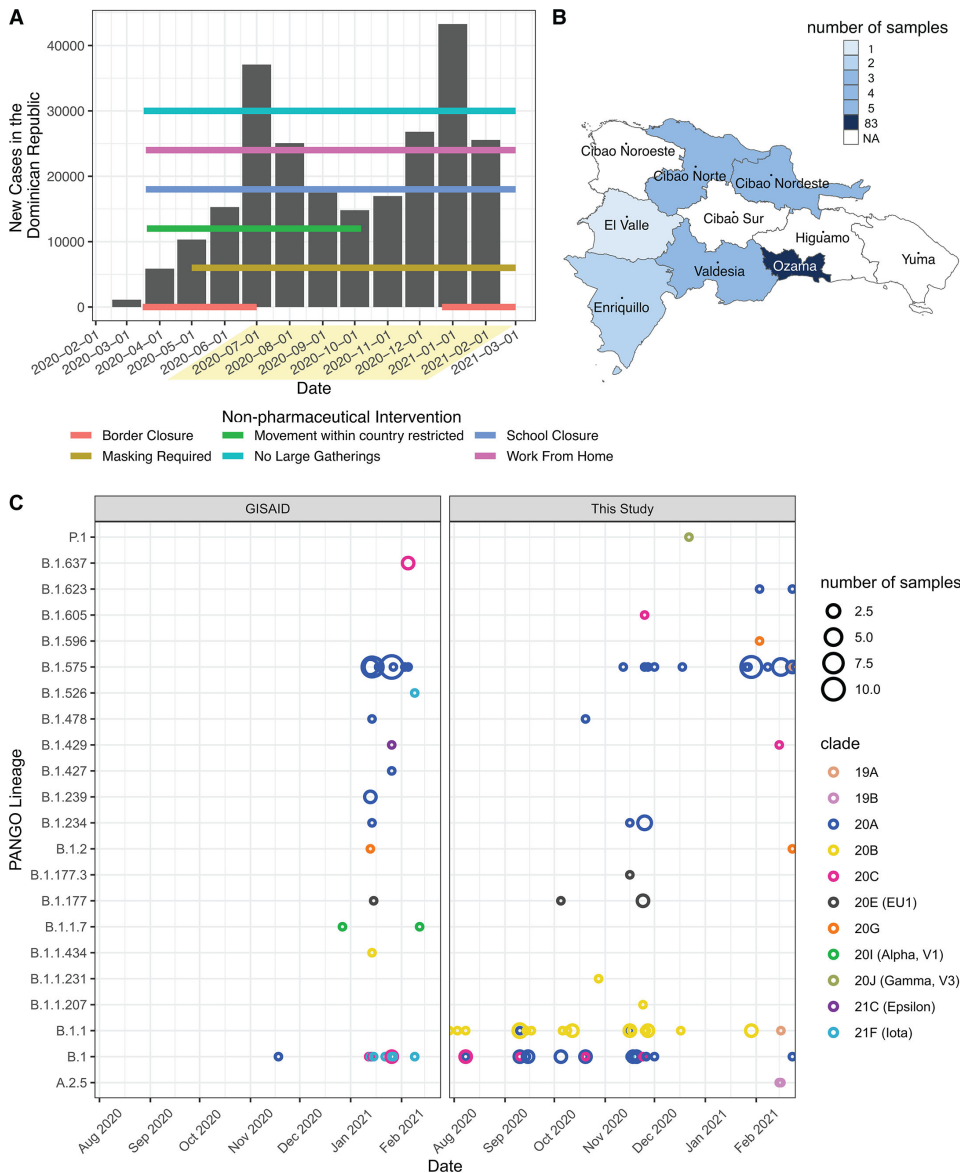 A
New Cases in the
Dominican Republic
40000
30000
20000
10000
0
2020−02−01
2020−03−01
2020−04−01
2020−05−01
2020−06−01
2020−07−01
2020−08−01
2020−09−01
2020−10−01
2020−11−01
2020−12−01
2021−01−01
2021−02−01
2021−03−01
Date
Non-pharmaceutical Intervention
Border Closure
Movement within country restricted
School Closure
Masking Required
No Large Gatherings
Work From Home
B
number of samples
1
2
3
4
5
83
NA
Cibao Noroeste
Cibao Norte
Cibao Nordeste
El Valle
Cibao Sur
Higuamo
Valdesia
Ozama
Yuma
Enriquillo
C
GISAID
This Study
PANGO Lineage
P.1
B.1.637
B.1.623
B.1.605
B.1.596
B.1.575
B.1.526
B.1.478
B.1.429
B.1.427
B.1.239
B.1.234
B.1.2
B.1.177.3
B.1.177
B.1.1.7
B.1.1.434
B.1.1.231
B.1.1.207
B.1.1
B.1
A.2.5
Aug 2020
Sep 2020
Oct 2020
Nov 2020
Dec 2020
Jan 2021
Feb 2021
Aug 2020
Sep 2020
Oct 2020
Nov 2020
Dec 2020
Jan 2021
Feb 2021
Date
number of samples
2.5
5.0
7.5
10.0
clade
19A
19B
20A
20B
20C
20E (EU1)
20G
20I (Alpha, V1)
20J (Gamma, V3)
21C (Epsilon)
21F (Iota)